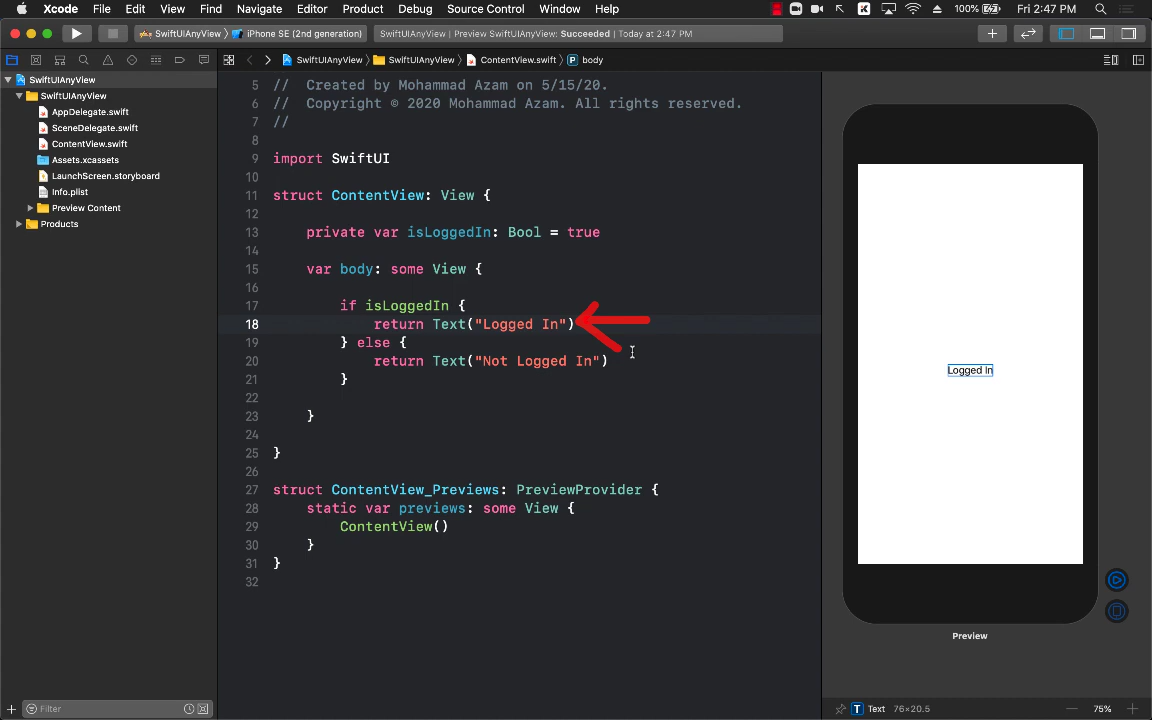 Xcode File Edit View Find Navigate Editor Product Debug Source Control Window Help 100% Fri 2:47 PM
SwiftUIAnyView iPhone SE (2nd generation) SwiftUIAnyView | Preview SwiftUIAnyView: Succeeded | Today at 2:47 PM
SwiftUIAnyView SwiftUIAnyView ContentView.swift body
SwiftUIAnyView
SwiftUIAnyView
AppDelegate.swift
SceneDelegate.swift
ContentView.swift
Assets.xcassets
LaunchScreen.storyboard
Info.plist
Preview Content
Products
Filter
5 // Created by Mohammad Azam on 5/15/20.
6 // Copyright © 2020 Mohammad Azam. All rights reserved.
7 //
8
9 import SwiftUI
10
11 struct ContentView: View {
12
13 private var isLoggedIn: Bool = true
14
15 var body: some View {
16
17 if isLoggedIn {
18 return Text("Logged In")
19 } else {
20 return Text("Not Logged In")
21 }
22
23 }
24
25 }
26
27 struct ContentView_Previews: PreviewProvider {
28 static var previews: some View {
29 ContentView()
30 }
31 }
32
Logged In
Preview
T Text 76×20.5 75%